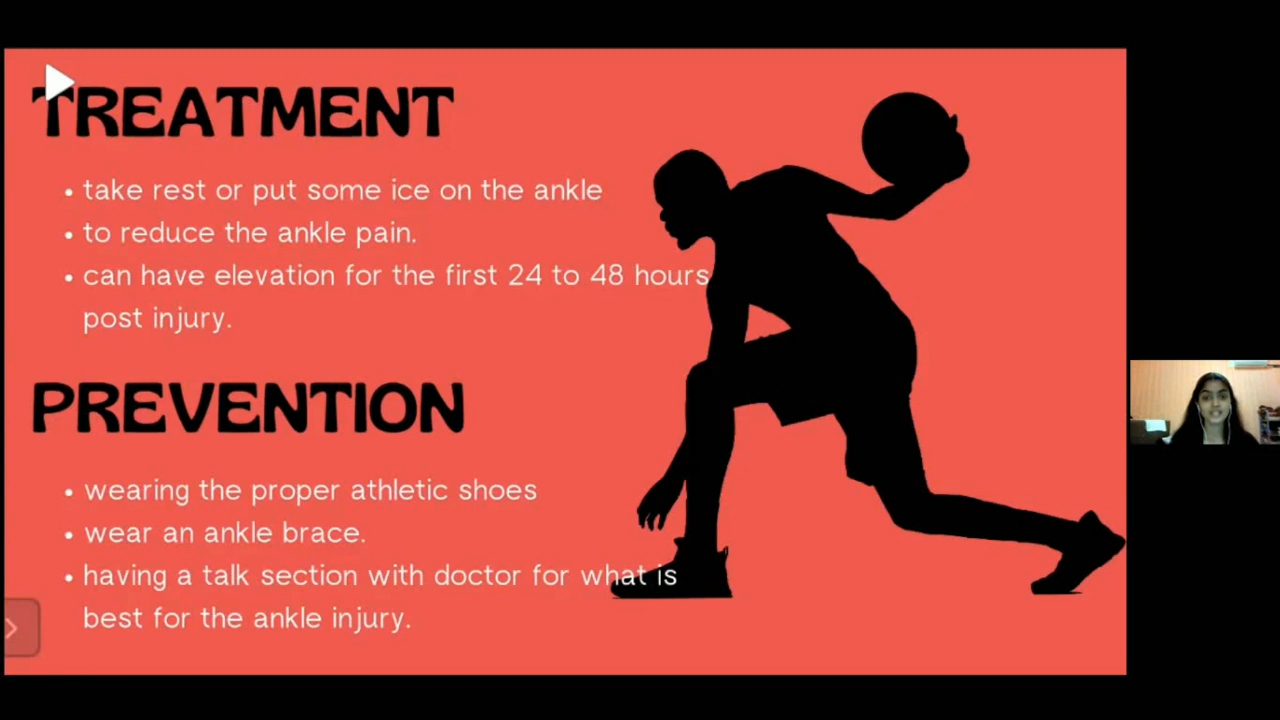 TREATMENT
• take rest or put some ice on the ankle
• to reduce the ankle pain.
• can have elevation for the first 24 to 48 hours
post injury.
PREVENTION
• wearing the proper athletic shoes
• wear an ankle brace.
• having a talk section with doctor for what is
best for the ankle injury.